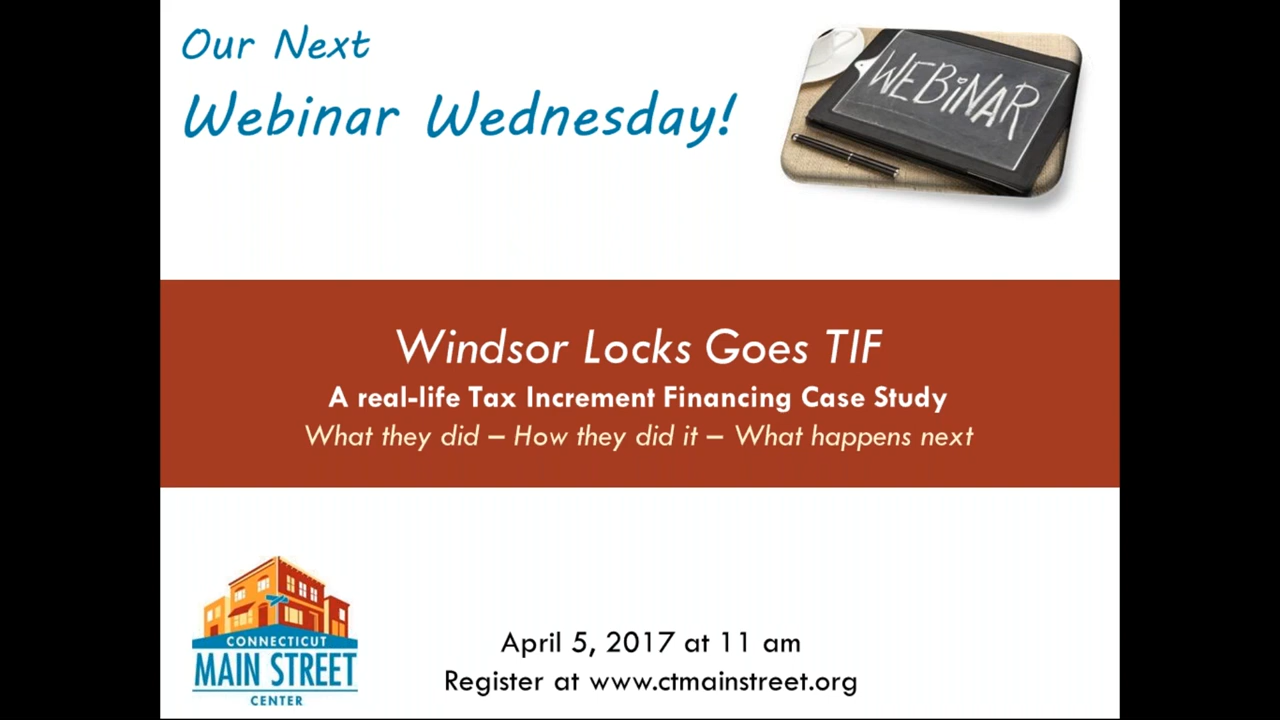 Our Next
Webinar Wednesday!
WEBINAR
Windsor Locks Goes TIF
A real-life Tax Increment Financing Case Study
What they did – How they did it – What happens next
CONNECTICUT
MAIN STREET
CENTER
April 5, 2017 at 11 am
Register at www.ctmainstreet.org